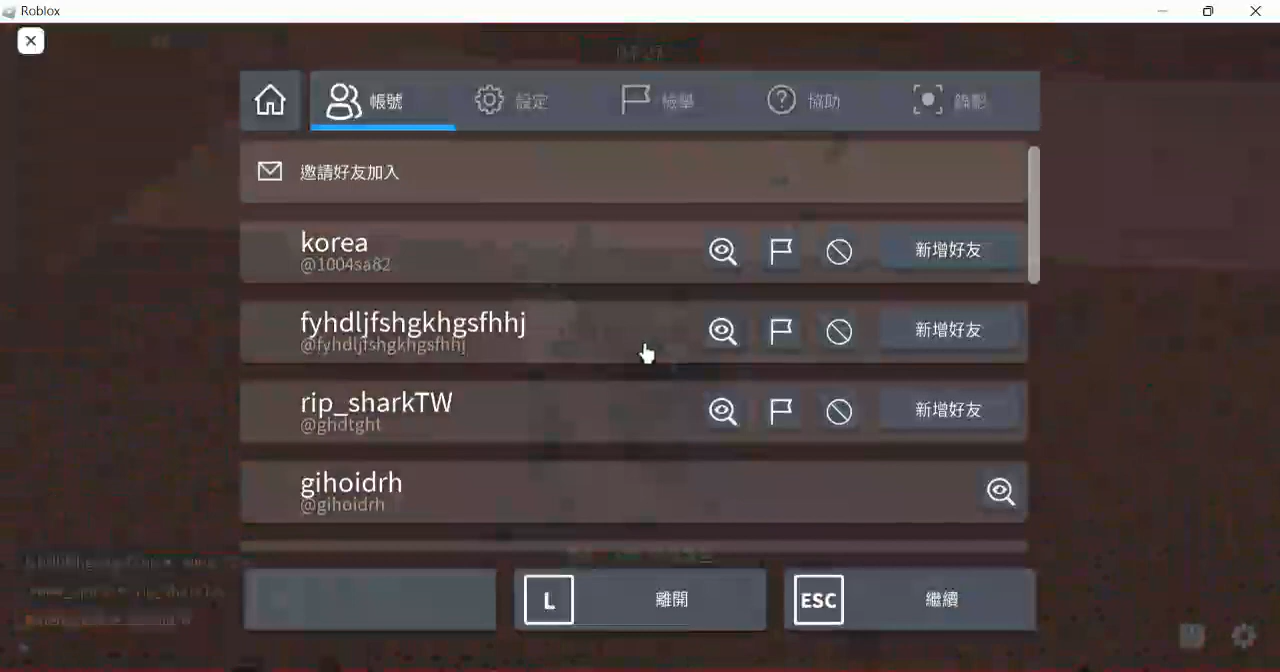 Roblox
帳號
設定
檢舉
協助
錄影
邀請好友加入
korea
@1004sa82
新增好友
fyhdljfshgkhgsfhhj
@fyhdljfshgkhgsfhhj
新增好友
rip_sharkTW
@ghdtght
新增好友
gihoidrh
@gihoidrh
L
離開
ESC
繼續